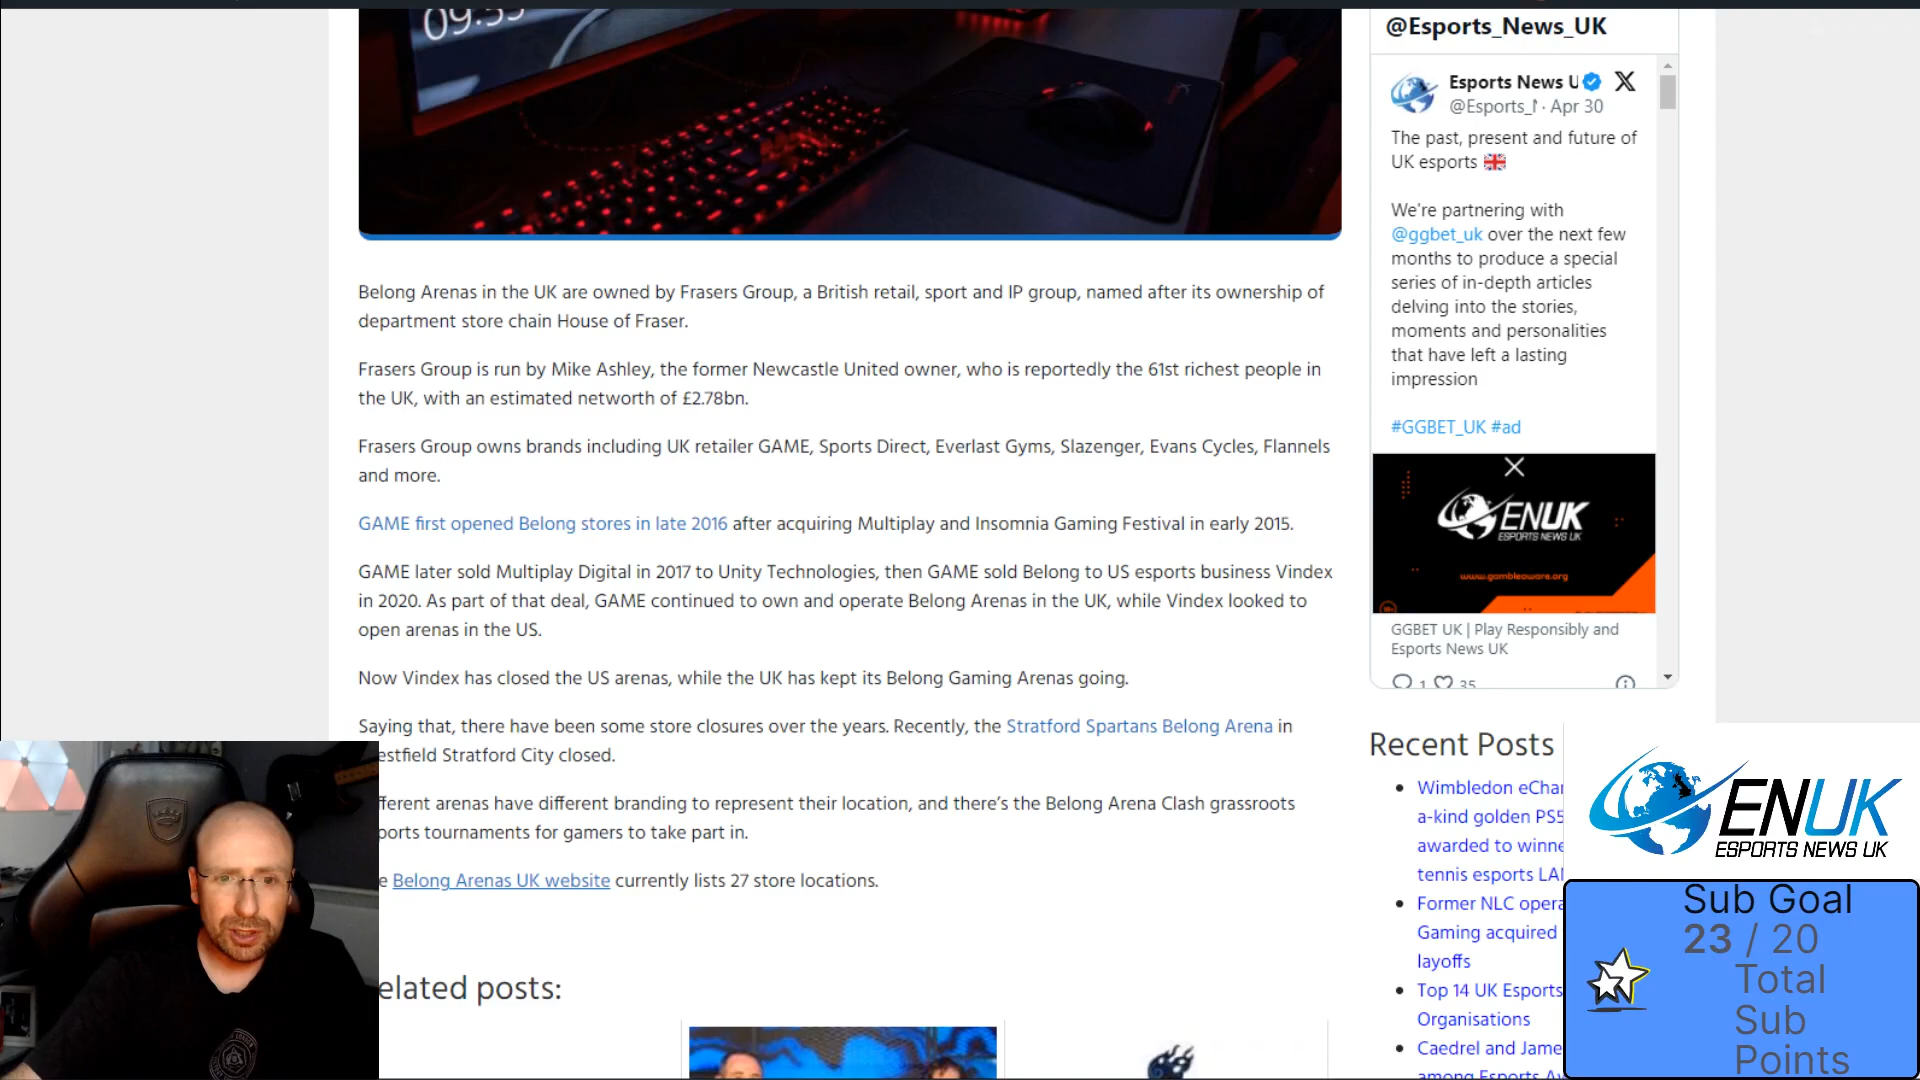 09:55
@Esports_News_UK
Esports News U
@Esports_N · Apr 30
The past, present and future of
UK esports
We're partnering with
@ggbet_uk over the next few
months to produce a special
series of in-depth articles
delving into the stories,
moments and personalities
that have left a lasting
impression
#GGBET_UK #ad
ENUK
ESPORTS NEWS UK
www.gambleaware.org
18+
GGBET UK | Play Responsibly and
Esports News UK
1 35
Belong Arenas in the UK are owned by Frasers Group, a British retail, sport and IP group, named after its ownership of
department store chain House of Fraser.
Frasers Group is run by Mike Ashley, the former Newcastle United owner, who is reportedly the 61st richest people in
the UK, with an estimated networth of £2.78bn.
Frasers Group owns brands including UK retailer GAME, Sports Direct, Everlast Gyms, Slazenger, Evans Cycles, Flannels
and more.
GAME first opened Belong stores in late 2016 after acquiring Multiplay and Insomnia Gaming Festival in early 2015.
GAME later sold Multiplay Digital in 2017 to Unity Technologies, then GAME sold Belong to US esports business Vindex
in 2020. As part of that deal, GAME continued to own and operate Belong Arenas in the UK, while Vindex looked to
open arenas in the US.
Now Vindex has closed the US arenas, while the UK has kept its Belong Gaming Arenas going.
Saying that, there have been some store closures over the years. Recently, the Stratford Spartans Belong Arena in
estfield Stratford City closed.
fferent arenas have different branding to represent their location, and there's the Belong Arena Clash grassroots
ports tournaments for gamers to take part in.
e Belong Arenas UK website currently lists 27 store locations.
elated posts:
Recent Posts
Wimbledon eChar
a-kind golden PS5
awarded to winne
tennis esports LAN
Former NLC opera
Gaming acquired
layoffs
Top 14 UK Esports
Organisations
Caedrel and Jame
among Esports Aw
ENUK
ESPORTS NEWS UK
Sub Goal
23 / 20
Total
Sub
Points